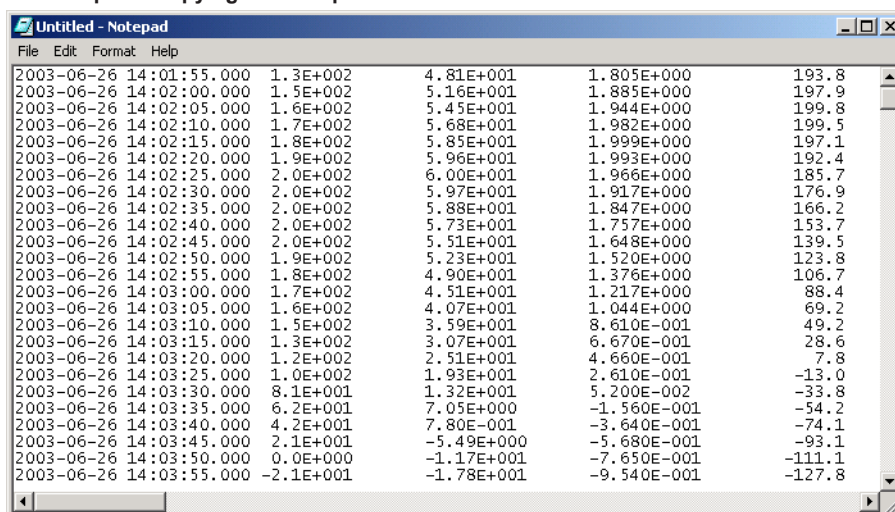 Untitled - Notepad
File Edit Format Help
2003-06-26 14:01:55.000 1.3E+002 4.81E+001 1.805E+000 193.8
2003-06-26 14:02:00.000 1.5E+002 5.16E+001 1.885E+000 197.9
2003-06-26 14:02:05.000 1.6E+002 5.45E+001 1.944E+000 199.8
2003-06-26 14:02:10.000 1.7E+002 5.68E+001 1.982E+000 199.5
2003-06-26 14:02:15.000 1.8E+002 5.85E+001 1.999E+000 197.1
2003-06-26 14:02:20.000 1.9E+002 5.96E+001 1.993E+000 192.4
2003-06-26 14:02:25.000 2.0E+002 6.00E+001 1.966E+000 185.7
2003-06-26 14:02:30.000 2.0E+002 5.97E+001 1.917E+000 176.9
2003-06-26 14:02:35.000 2.0E+002 5.88E+001 1.847E+000 166.2
2003-06-26 14:02:40.000 2.0E+002 5.73E+001 1.757E+000 153.7
2003-06-26 14:02:45.000 2.0E+002 5.51E+001 1.648E+000 139.5
2003-06-26 14:02:50.000 1.9E+002 5.23E+001 1.520E+000 123.8
2003-06-26 14:02:55.000 1.8E+002 4.90E+001 1.376E+000 106.7
2003-06-26 14:03:00.000 1.7E+002 4.51E+001 1.217E+000 88.4
2003-06-26 14:03:05.000 1.6E+002 4.07E+001 1.044E+000 69.2
2003-06-26 14:03:10.000 1.5E+002 3.59E+001 8.610E-001 49.2
2003-06-26 14:03:15.000 1.3E+002 3.07E+001 6.670E-001 28.6
2003-06-26 14:03:20.000 1.2E+002 2.51E+001 4.660E-001 7.8
2003-06-26 14:03:25.000 1.0E+002 1.93E+001 2.610E-001 -13.0
2003-06-26 14:03:30.000 8.1E+001 1.32E+001 5.200E-002 -33.8
2003-06-26 14:03:35.000 6.2E+001 7.05E+000 -1.560E-001 -54.2
2003-06-26 14:03:40.000 4.2E+001 7.80E-001 -3.640E-001 -74.1
2003-06-26 14:03:45.000 2.1E+001 -5.49E+000 -5.680E-001 -93.1
2003-06-26 14:03:50.000 0.0E+000 -1.17E+001 -7.650E-001 -111.1
2003-06-26 14:03:55.000 -2.1E+001 -1.78E+001 -9.540E-001 -127.8